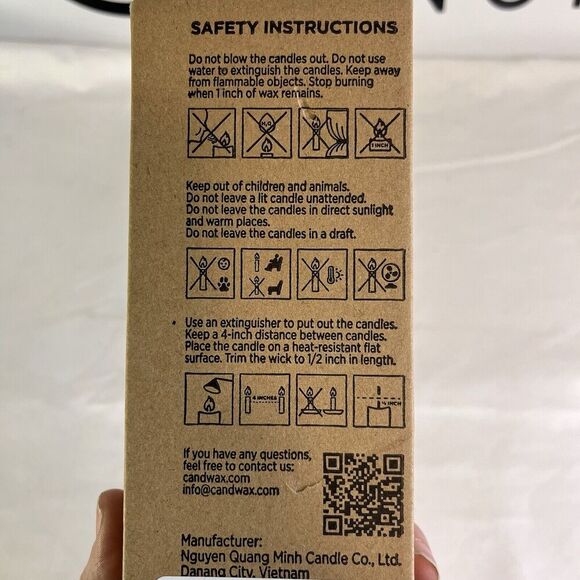 SAFETY INSTRUCTIONS
Do not blow the candles out. Do not use
water to extinguish the candles. Keep away
from flammable objects. Stop burning
when 1 inch of wax remains.
H₂O
1 INCH
Keep out of children and animals.
Do not leave a lit candle unattended.
Do not leave the candles in direct sunlight
and warm places.
Do not leave the candles in a draft.
Use an extinguisher to put out the candles.
Keep a 4-inch distance between candles.
Place the candle on a heat-resistant flat
surface. Trim the wick to 1/2 inch in length.
4 INCHES
½ INCH
If you have any questions,
feel free to contact us:
candwax.com
info@candwax.com
Manufacturer:
Nguyen Quang Minh Candle Co., Ltd.
Danang City, Vietnam